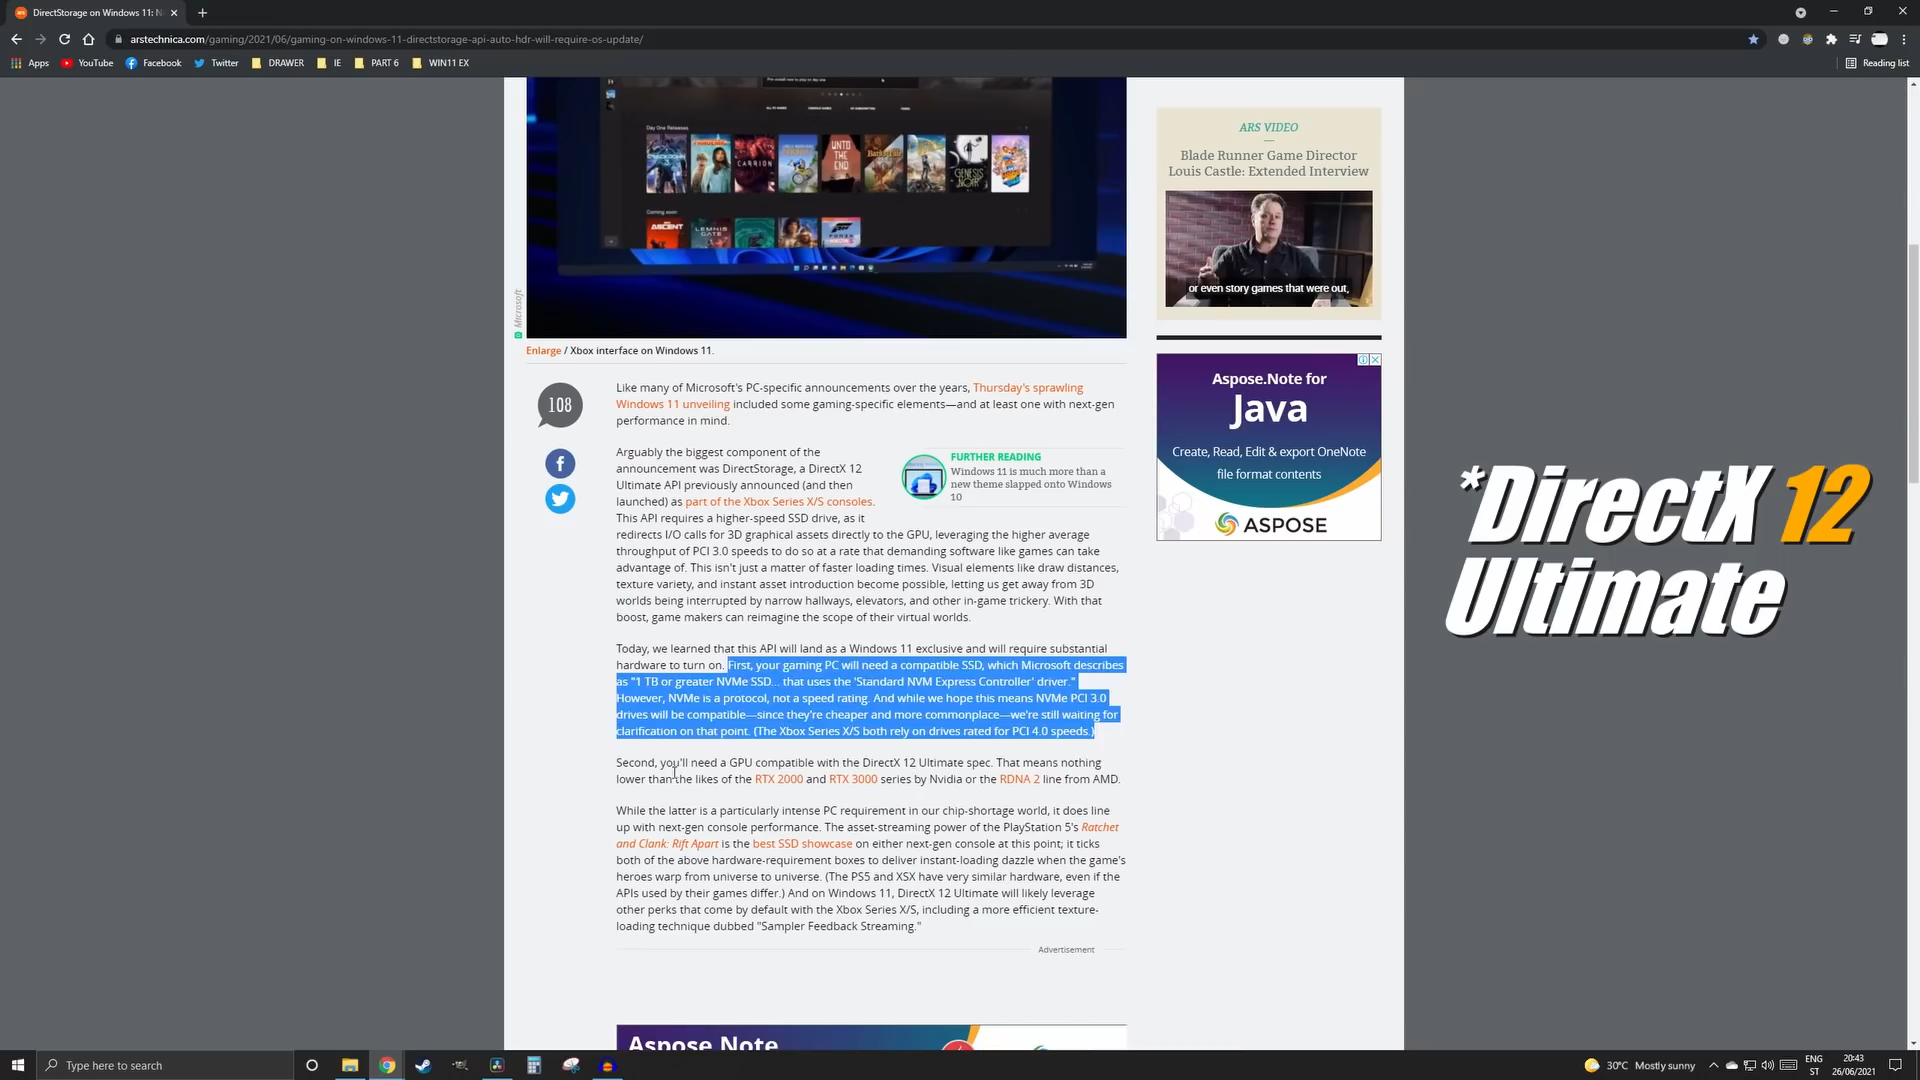 DirectStorage on Windows 11: N
arstechnica.com/gaming/2021/06/gaming-on-windows-11-directstorage-api-auto-hdr-will-require-os-update/
Apps YouTube Facebook Twitter DRAWER IE PART 6 WIN11 EX Reading list
Day One Releases
CARRION
UNTO THE END
GENESIS NOIR
Coming soon
ASCENT
LEMNIS GATE
Microsoft
Enlarge / Xbox interface on Windows 11.
108
Like many of Microsoft's PC-specific announcements over the years, Thursday's sprawling
Windows 11 unveiling included some gaming-specific elements—and at least one with next-gen
performance in mind.
Arguably the biggest component of the
announcement was DirectStorage, a DirectX 12
Ultimate API previously announced (and then
launched) as part of the Xbox Series X/S consoles.
This API requires a higher-speed SSD drive, as it
redirects I/O calls for 3D graphical assets directly to the GPU, leveraging the higher average
throughput of PCI 3.0 speeds to do so at a rate that demanding software like games can take
advantage of. This isn't just a matter of faster loading times. Visual elements like draw distances,
texture variety, and instant asset introduction become possible, letting us get away from 3D
worlds being interrupted by narrow hallways, elevators, and other in-game trickery. With that
boost, game makers can reimagine the scope of their virtual worlds.
FURTHER READING
Windows 11 is much more than a
new theme slapped onto Windows
10
Today, we learned that this API will land as a Windows 11 exclusive and will require substantial
hardware to turn on. First, your gaming PC will need a compatible SSD, which Microsoft describes
as "1 TB or greater NVMe SSD... that uses the 'Standard NVM Express Controller' driver."
However, NVMe is a protocol, not a speed rating. And while we hope this means NVMe PCI 3.0
drives will be compatible—since they're cheaper and more commonplace—we're still waiting for
clarification on that point. (The Xbox Series X/S both rely on drives rated for PCI 4.0 speeds.)
Second, you'll need a GPU compatible with the DirectX 12 Ultimate spec. That means nothing
lower than the likes of the RTX 2000 and RTX 3000 series by Nvidia or the RDNA 2 line from AMD.
While the latter is a particularly intense PC requirement in our chip-shortage world, it does line
up with next-gen console performance. The asset-streaming power of the PlayStation 5's Ratchet
and Clank: Rift Apart is the best SSD showcase on either next-gen console at this point; it ticks
both of the above hardware-requirement boxes to deliver instant-loading dazzle when the game's
heroes warp from universe to universe. (The PS5 and XSX have very similar hardware, even if the
APIs used by their games differ.) And on Windows 11, DirectX 12 Ultimate will likely leverage
other perks that come by default with the Xbox Series X/S, including a more efficient texture-
loading technique dubbed "Sampler Feedback Streaming."
Advertisement
Aspose.Note
ARS VIDEO
Blade Runner Game Director
Louis Castle: Extended Interview
or even story games that were out,
Aspose.Note for
Java
Create, Read, Edit & export OneNote
file format contents
ASPOSE
*DirectX 12
Ultimate
Type here to search
30°C Mostly sunny
ENG
ST
20:43
26/06/2021